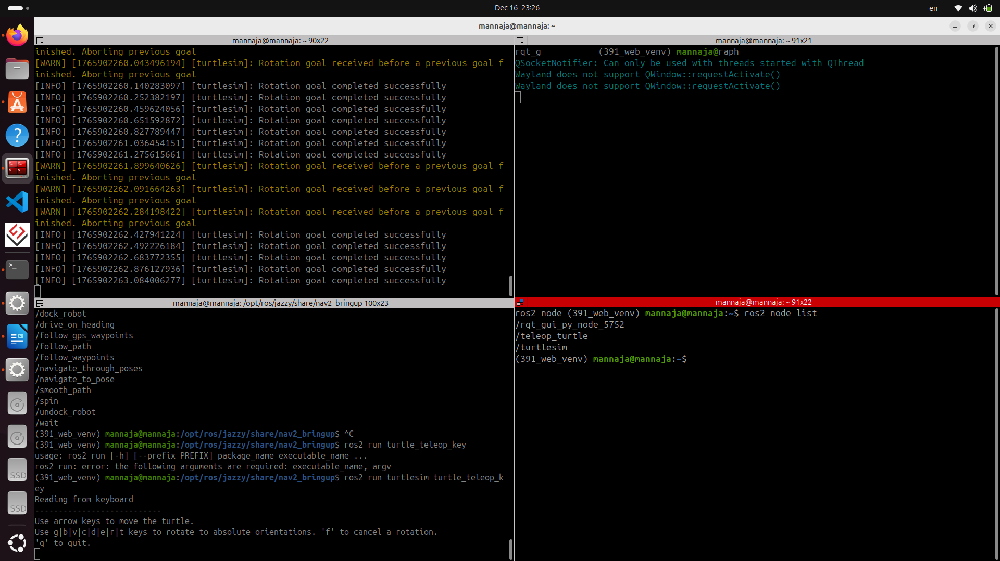 Dec 16 23:26
en
mannaja@mannaja: ~
mannaja@mannaja: ~ 90x22
inished. Aborting previous goal
[WARN] [1765902260.043496194] [turtlesim]: Rotation goal received before a previous goal f
inished. Aborting previous goal
[INFO] [1765902260.140283097] [turtlesim]: Rotation goal completed successfully
[INFO] [1765902260.252382197] [turtlesim]: Rotation goal completed successfully
[INFO] [1765902260.459624056] [turtlesim]: Rotation goal completed successfully
[INFO] [1765902260.651592872] [turtlesim]: Rotation goal completed successfully
[INFO] [1765902260.827789447] [turtlesim]: Rotation goal completed successfully
[INFO] [1765902261.036454151] [turtlesim]: Rotation goal completed successfully
[INFO] [1765902261.275615661] [turtlesim]: Rotation goal completed successfully
[WARN] [1765902261.899640626] [turtlesim]: Rotation goal received before a previous goal f
inished. Aborting previous goal
[WARN] [1765902262.091664263] [turtlesim]: Rotation goal received before a previous goal f
inished. Aborting previous goal
[WARN] [1765902262.284198422] [turtlesim]: Rotation goal received before a previous goal f
inished. Aborting previous goal
[INFO] [1765902262.427941224] [turtlesim]: Rotation goal completed successfully
[INFO] [1765902262.492226184] [turtlesim]: Rotation goal completed successfully
[INFO] [1765902262.683772355] [turtlesim]: Rotation goal completed successfully
[INFO] [1765902262.876127936] [turtlesim]: Rotation goal completed successfully
[INFO] [1765902263.084006277] [turtlesim]: Rotation goal completed successfully
mannaja@mannaja: ~ 91x21
rqt_g (391_web_venv) mannaja@raph
QSocketNotifier: Can only be used with threads started with QThread
Wayland does not support QWindow::requestActivate()
Wayland does not support QWindow::requestActivate()
mannaja@mannaja: /opt/ros/jazzy/share/nav2_bringup 100x23
/dock_robot
/drive_on_heading
/follow_gps_waypoints
/follow_path
/follow_waypoints
/navigate_through_poses
/navigate_to_pose
/smooth_path
/spin
/undock_robot
/wait
(391_web_venv) mannaja@mannaja:/opt/ros/jazzy/share/nav2_bringup$ ^C
(391_web_venv) mannaja@mannaja:/opt/ros/jazzy/share/nav2_bringup$ ros2 run turtle_teleop_key
usage: ros2 run [-h] [--prefix PREFIX] package_name executable_name ...
ros2 run: error: the following arguments are required: executable_name, argv
(391_web_venv) mannaja@mannaja:/opt/ros/jazzy/share/nav2_bringup$ ros2 run turtlesim turtle_teleop_k
ey
Reading from keyboard
---------------------------
Use arrow keys to move the turtle.
Use g|b|v|c|d|e|r|t keys to rotate to absolute orientations. 'f' to cancel a rotation.
'q' to quit.
mannaja@mannaja: ~ 91x22
ros2 node (391_web_venv) mannaja@mannaja:~$ ros2 node list
/rqt_gui_py_node_5752
/teleop_turtle
/turtlesim
(391_web_venv) mannaja@mannaja:~$
SSD
SSD